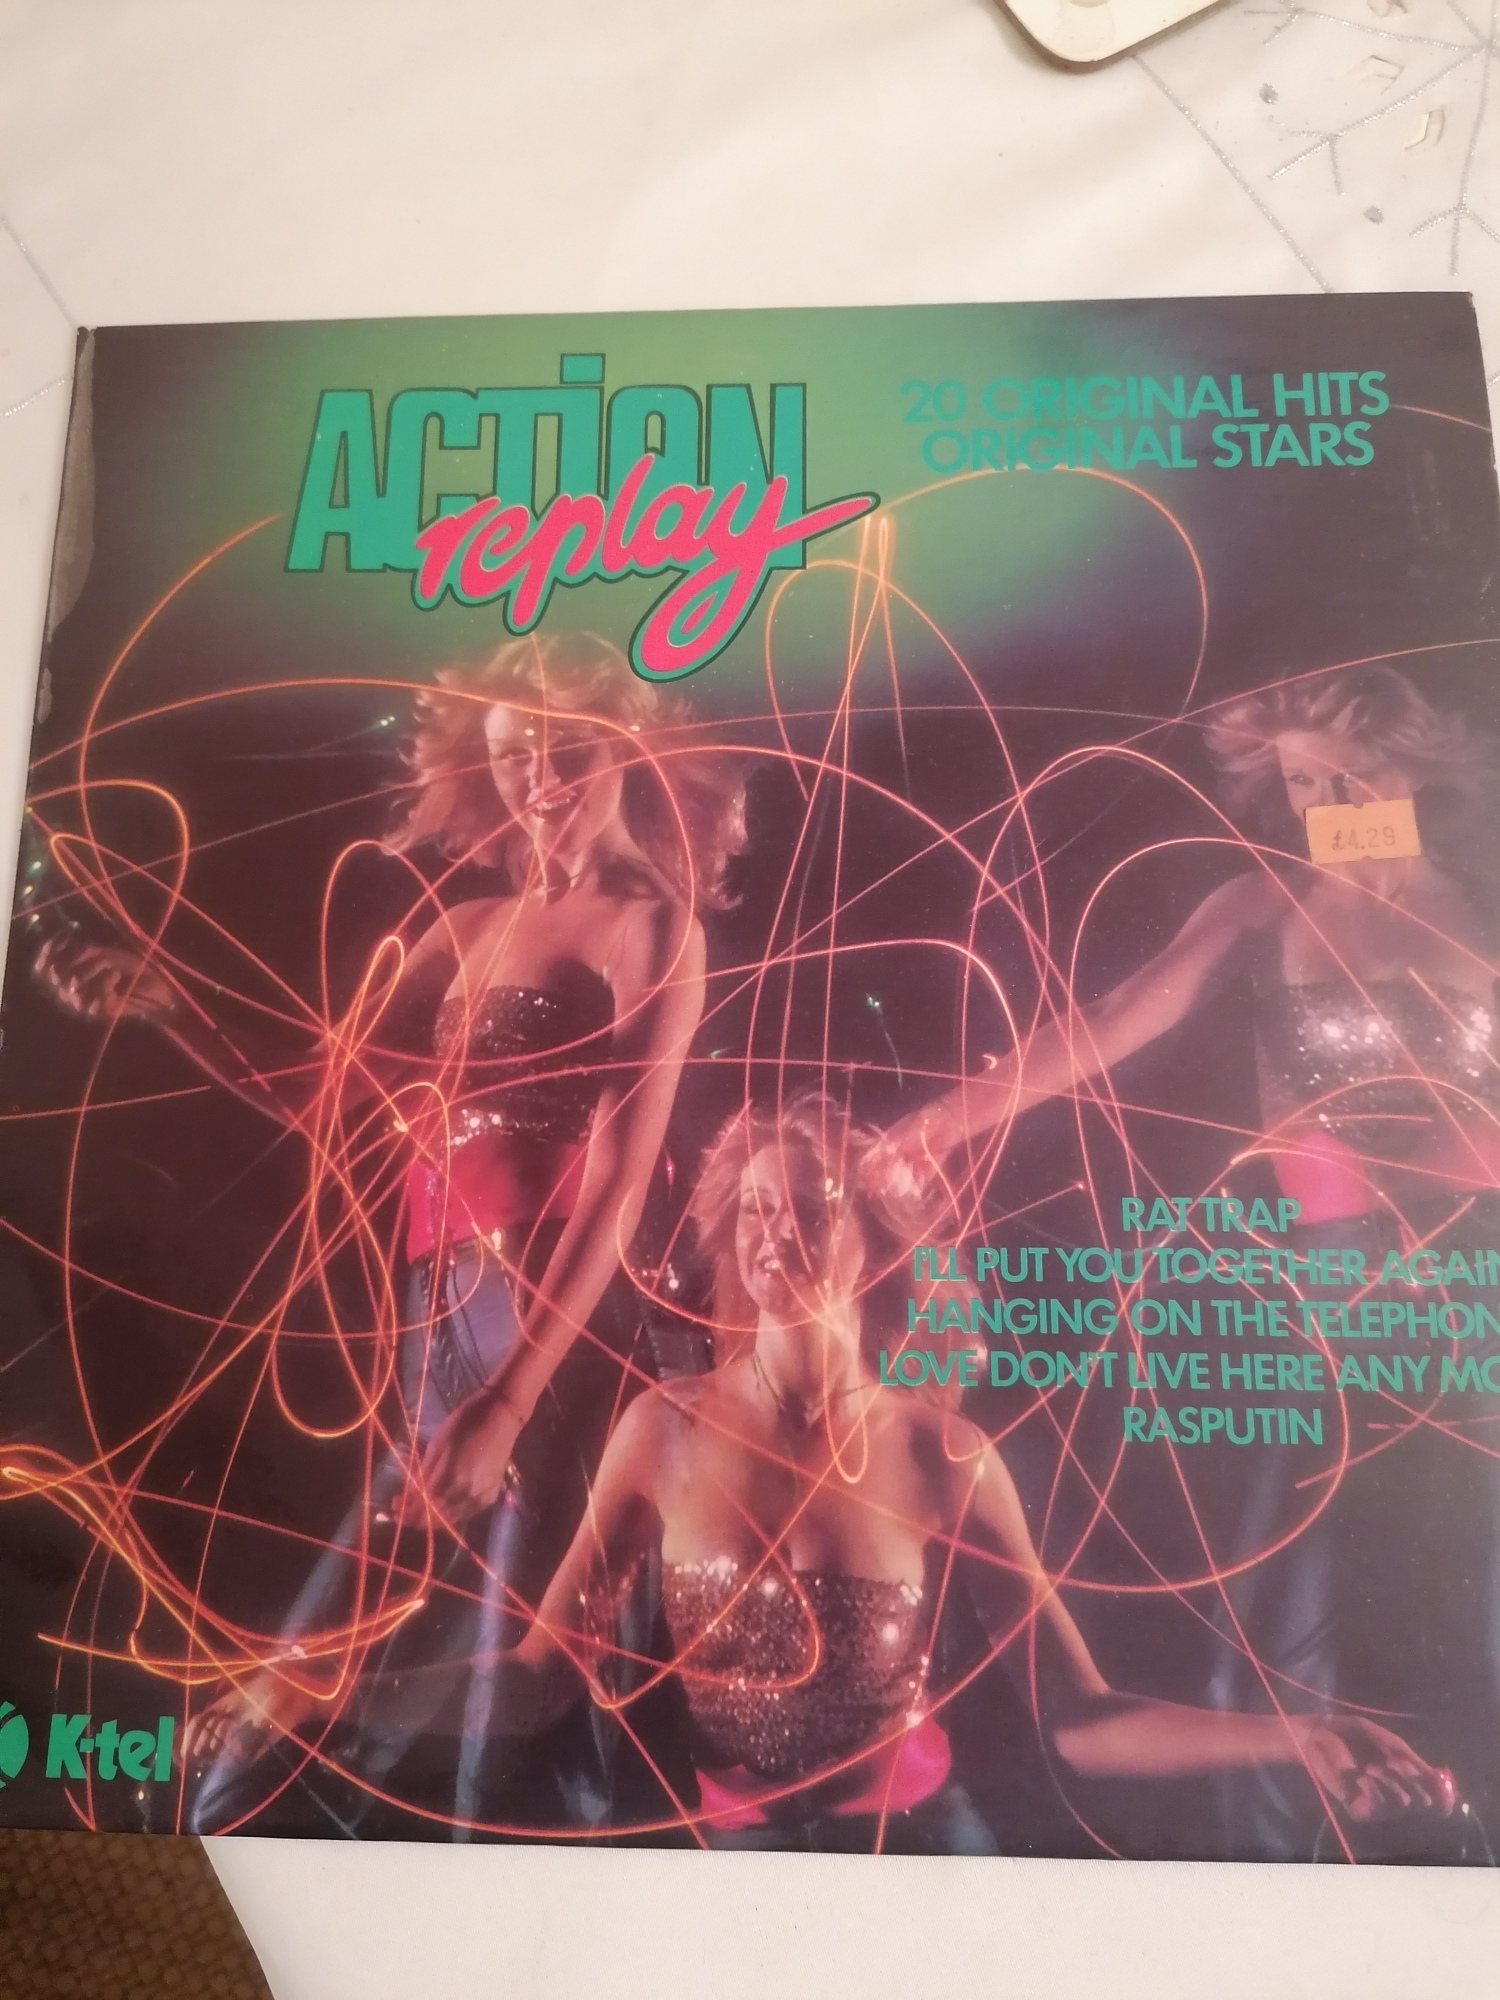 ACTION
replay
20 ORIGINAL HITS
ORIGINAL STARS
£4.29
RAT TRAP
I'LL PUT YOU TOGETHER AGAIN
HANGING ON THE TELEPHON
LOVE DON'T LIVE HERE ANY MO
RASPUTIN
K-tel